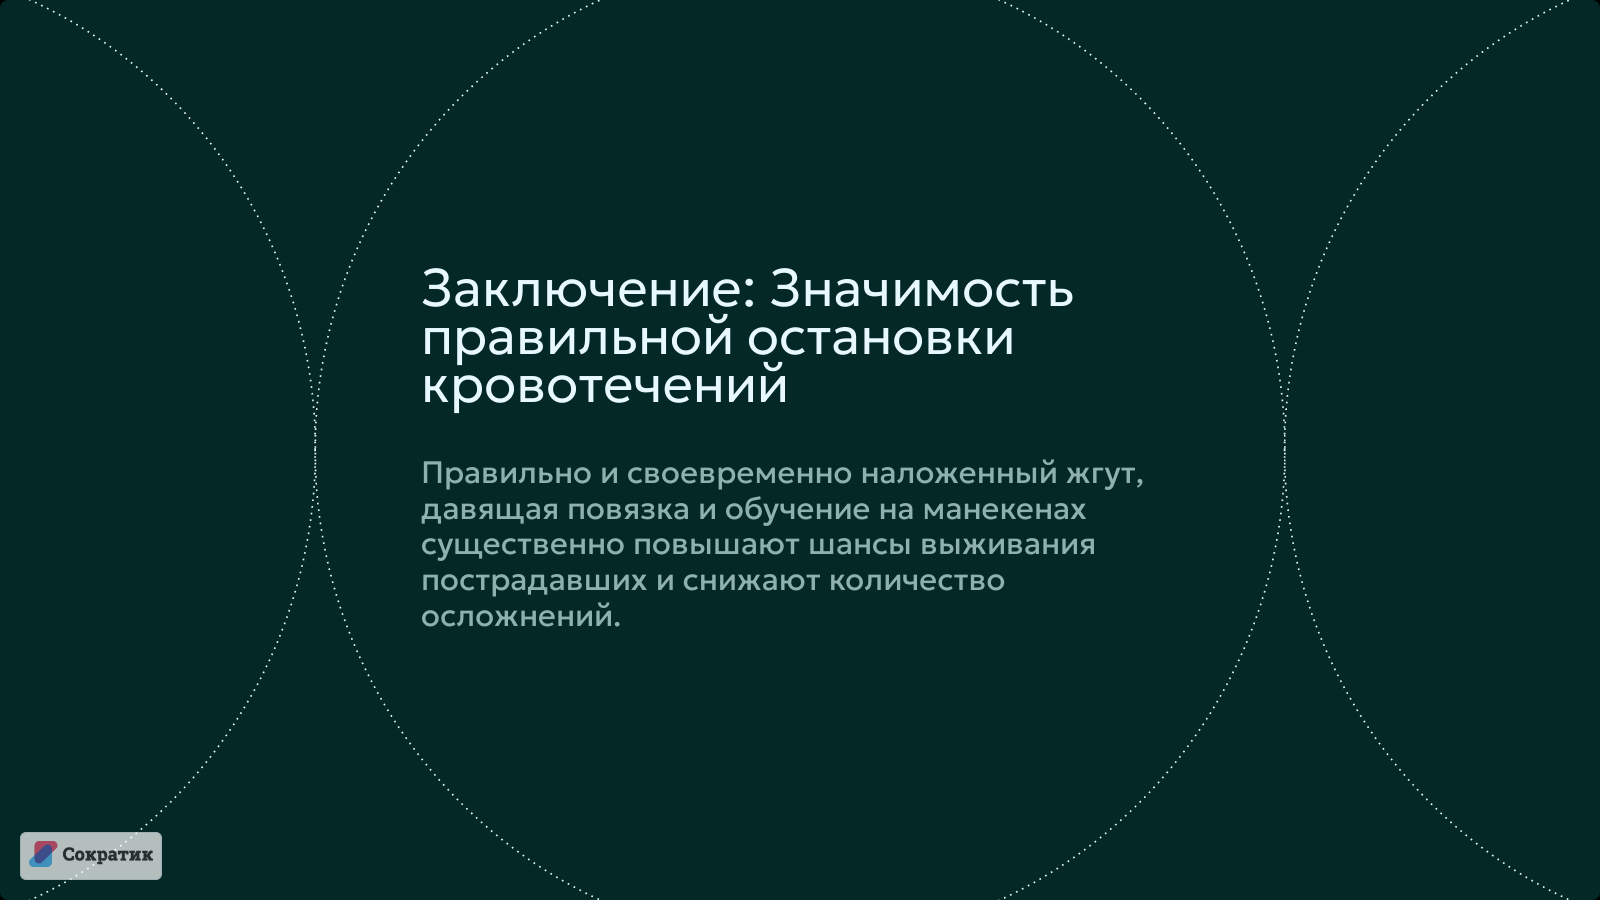 Заключение: Значимость
правильной остановки
кровотечений
Правильно и своевременно наложенный жгут,
давящая повязка и обучение на манекенах
существенно повышают шансы выживания
пострадавших и снижают количество
осложнений.
Сократик